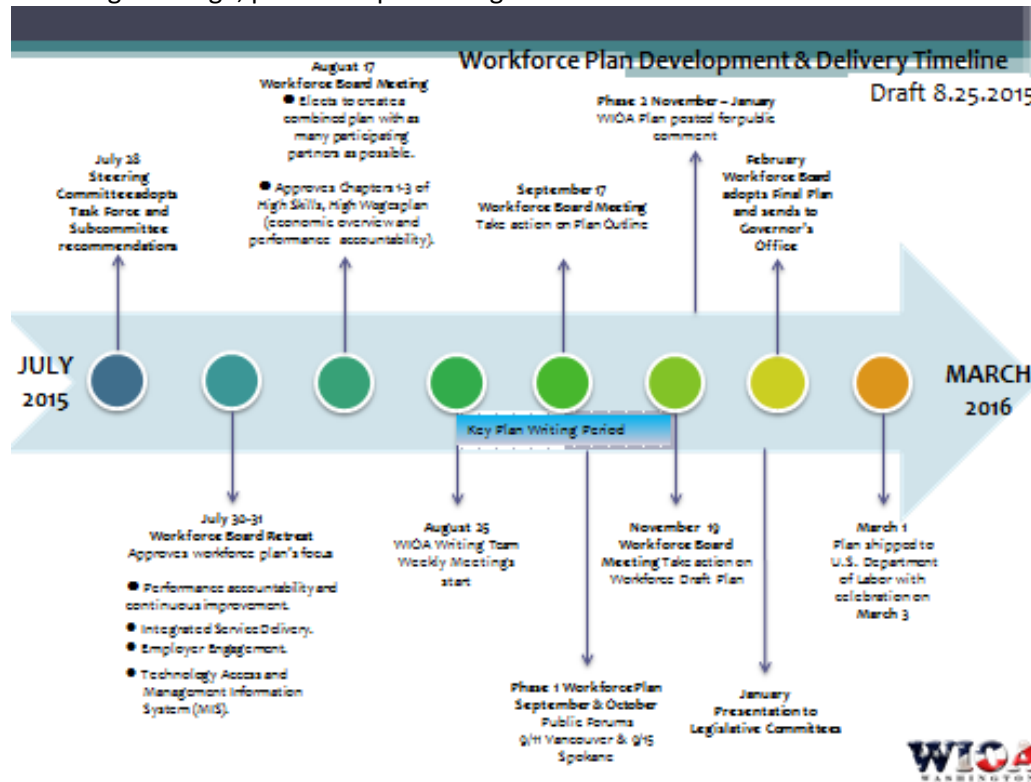 Workforce Plan Development & Delivery Timeline
Draft 8.25.2015
July 28
Steering
Committee adopts
Task Force and
Subcommittee
recommendations
August 17
Workforce Board Meeting
● Elects to create a
combined plan with as
many participating
partners as possible.
● Approves Chapters 1-3 of
High Skills, High Wages plan
(economic overview and
performance accountability).
September 17
Workforce Board Meeting
Take action on Plan Outline
Phase 2 November – January
WIOA Plan posted for public
comment
February
Workforce Board
adopts Final Plan
and sends to
Governor's
Office
JULY
2015
MARCH
2016
Key Plan Writing Period
July 30-31
Workforce Board Retreat
Approves workforce plan's focus
● Performance accountability and
continuous improvement.
● Integrated Service Delivery.
● Employer Engagement.
● Technology Access and
Management Information
System (MIS).
August 25
WIOA Writing Team
Weekly Meetings
start
Phase 1 Workforce Plan
September & October
Public Forums
9/11 Vancouver & 9/15
Spokane
November 19
Workforce Board
Meeting Take action on
Workforce Draft Plan
January
Presentation to
Legislative Committees
March 1
Plan shipped to
U.S. Department
of Labor with
celebration on
March 3
WIOA
WASHINGTON